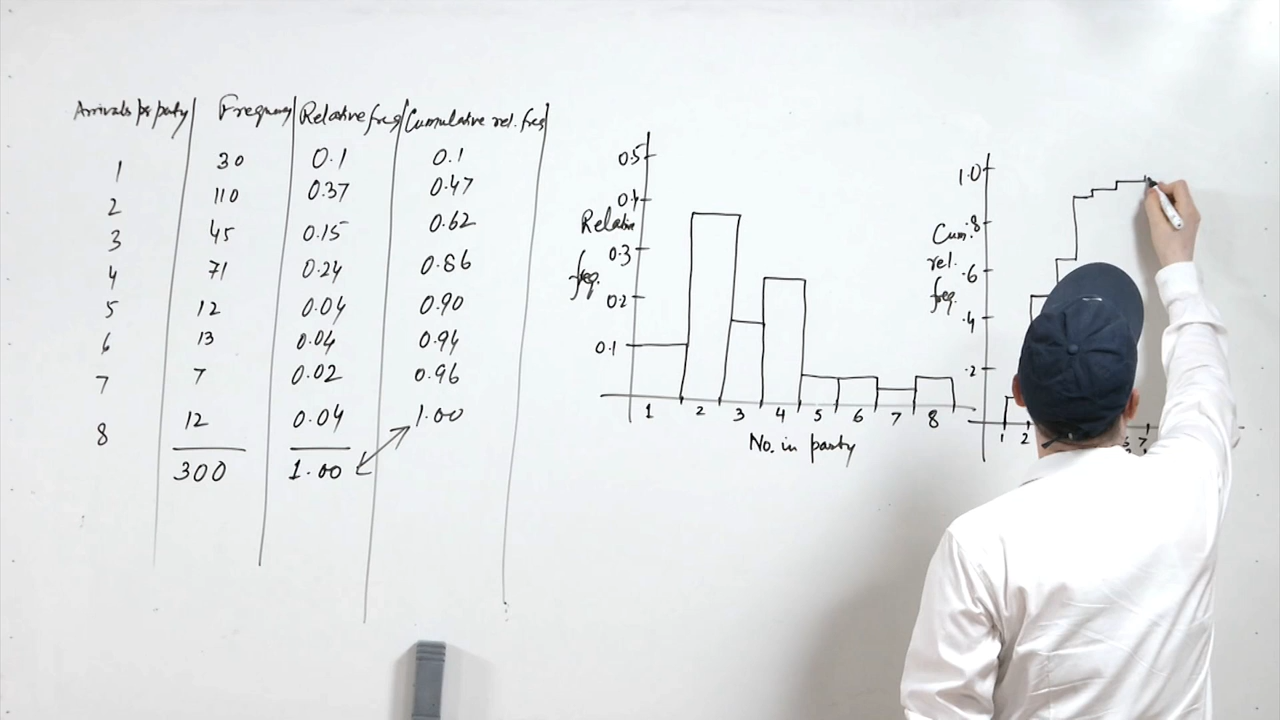 Arrivals per party Frequency Relative freq Cumulative rel. freq
1 30 0.1 0.1
2 110 0.37 0.47
3 45 0.15 0.62
4 71 0.24 0.86
5 12 0.04 0.90
6 13 0.04 0.94
7 7 0.02 0.96
8 12 0.04 1.00
300 1.00
0.5
0.4
Relative
0.3
freq.
0.2
0.1
1 2 3 4 5 6 7 8
No. in party
1.0
.8
Cum.
rel.
.6
freq.
.4
.2
1 2 7